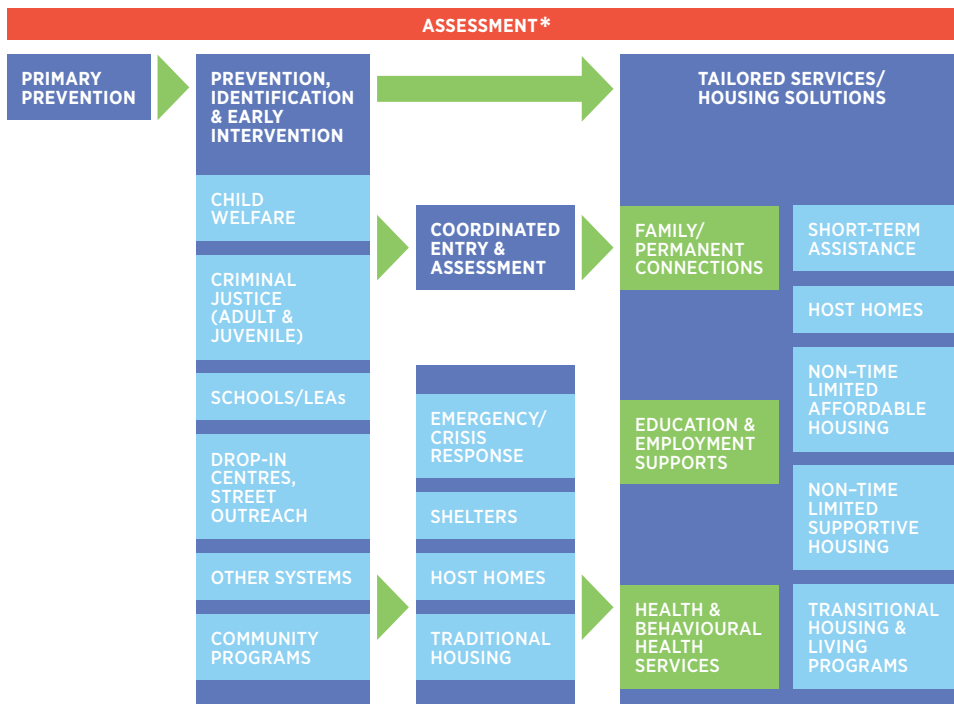 ASSESSMENT*
PRIMARY
PREVENTION
PREVENTION,
IDENTIFICATION
& EARLY
INTERVENTION
CHILD
WELFARE
CRIMINAL
JUSTICE
(ADULT &
JUVENILE)
SCHOOLS/LEAs
DROP-IN
CENTRES,
STREET
OUTREACH
OTHER SYSTEMS
COMMUNITY
PROGRAMS
COORDINATED
ENTRY &
ASSESSMENT
EMERGENCY/
CRISIS
RESPONSE
SHELTERS
HOST HOMES
TRADITIONAL
HOUSING
TAILORED SERVICES/
HOUSING SOLUTIONS
FAMILY/
PERMANENT
CONNECTIONS
EDUCATION &
EMPLOYMENT
SUPPORTS
HEALTH &
BEHAVIOURAL
HEALTH
SERVICES
SHORT-TERM
ASSISTANCE
HOST HOMES
NON-TIME
LIMITED
AFFORDABLE
HOUSING
NON-TIME
LIMITED
SUPPORTIVE
HOUSING
TRANSITIONAL
HOUSING &
LIVING
PROGRAMS